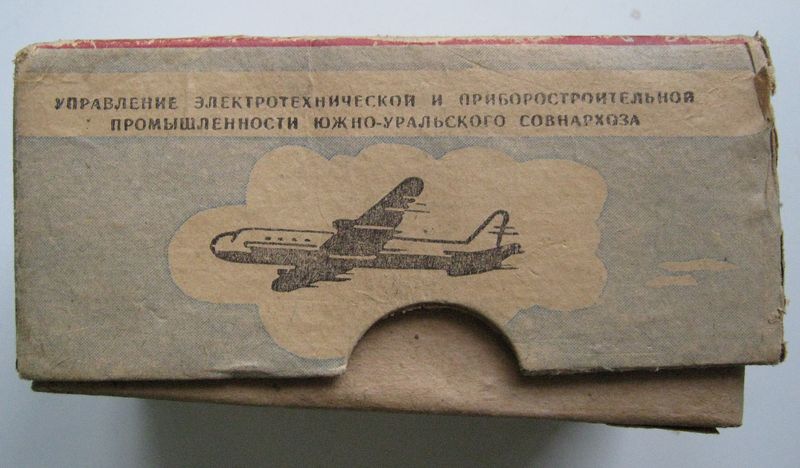 УПРАВЛЕНИЕ ЭЛЕКТРОТЕХНИЧЕСКОЙ И ПРИБОРОСТРОИТЕЛЬНОЙ
ПРОМЫШЛЕННОСТИ ЮЖНО-УРАЛЬСКОГО СОВНАРХОЗА